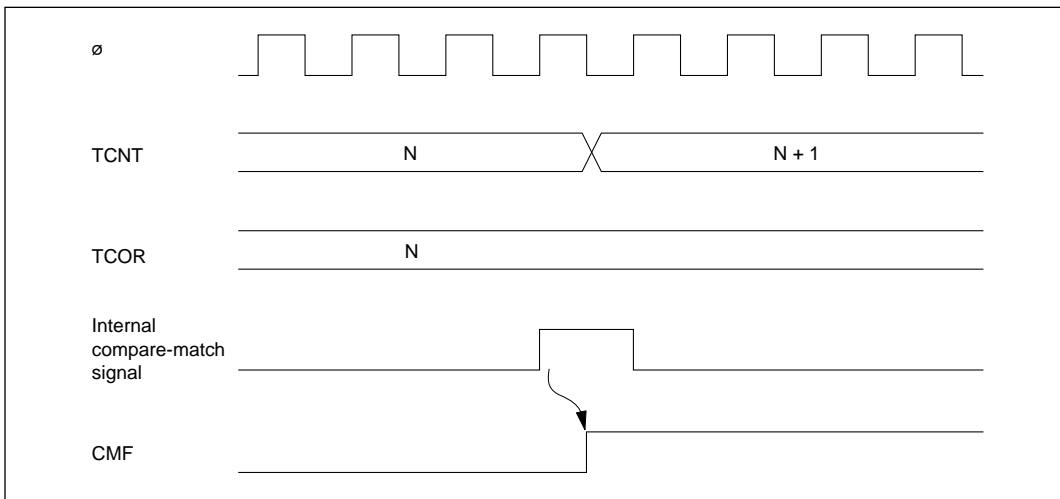 ø
TCNT
N
N + 1
TCOR
N
Internal
compare-match
signal
CMF